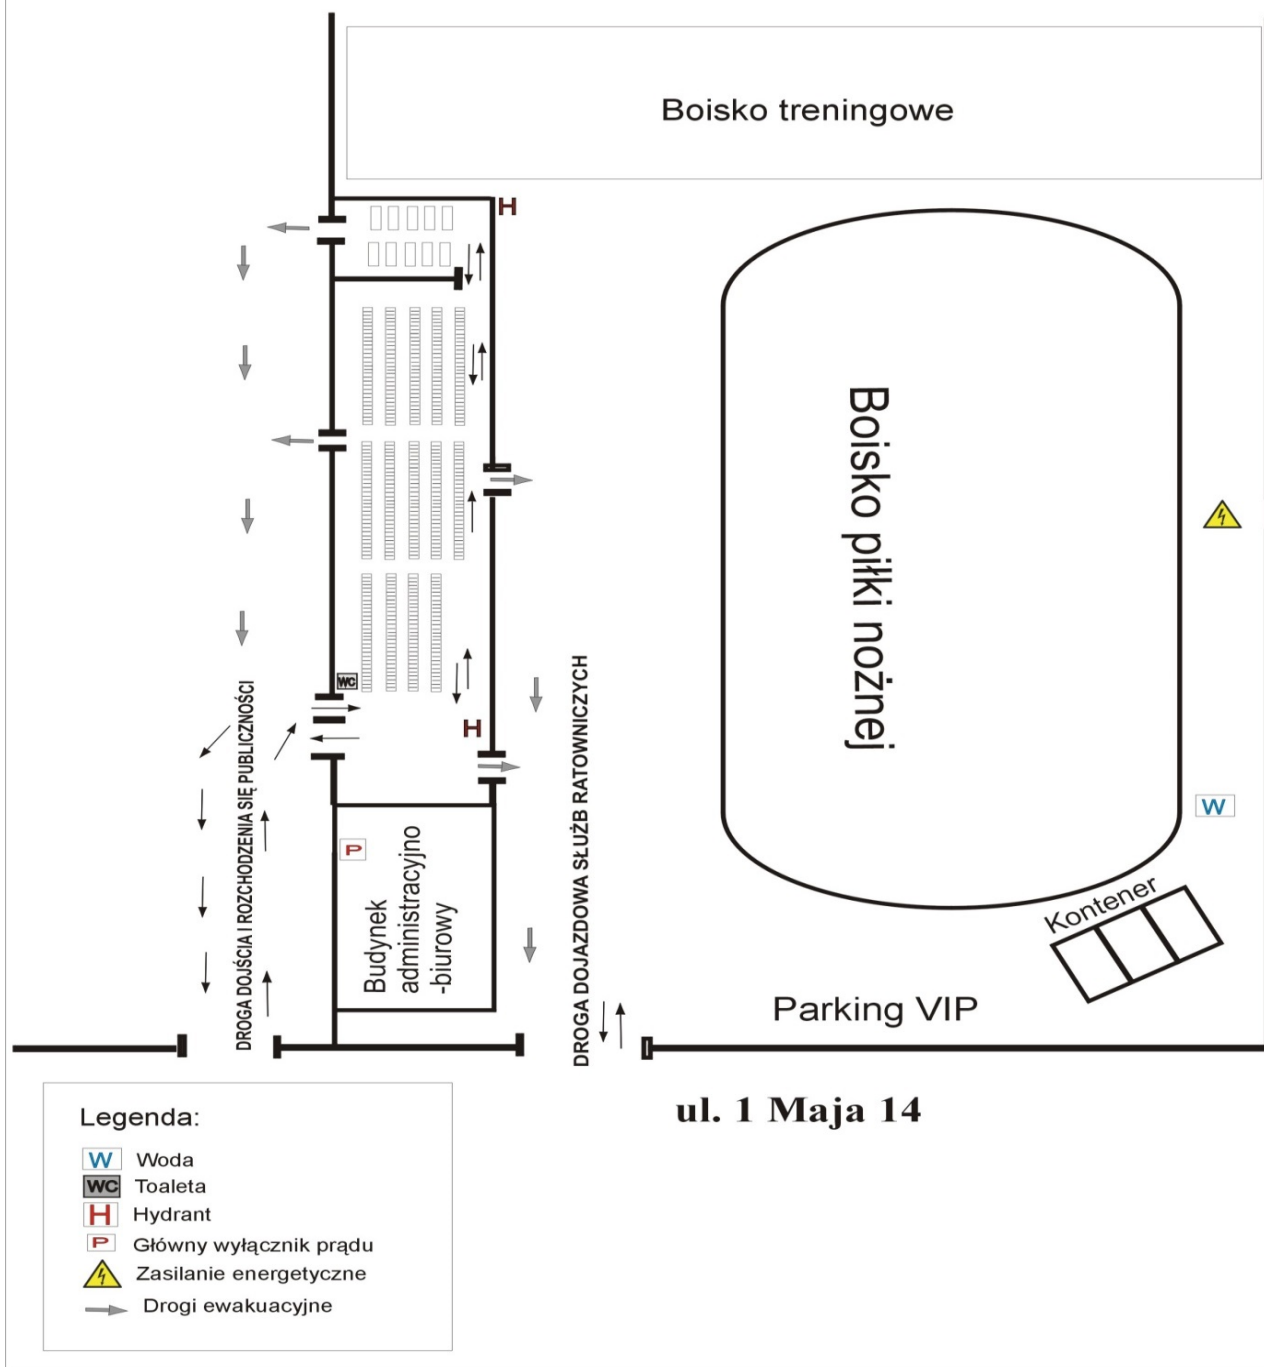 Boisko treningowe
H
Boisko piłki nożnej
WC
H
DROGA DOJŚCIA I ROZCHODZENIA SIĘ PUBLICZNOŚCI
DROGA DOJAZDOWA SŁUŻB RATOWNICZYCH
W
P
Budynek
administracyjno
-biurowy
Kontener
Parking VIP
ul. 1 Maja 14
Legenda:
W Woda
WC Toaleta
H Hydrant
P Główny wyłącznik prądu
Zasilanie energetyczne
Drogi ewakuacyjne